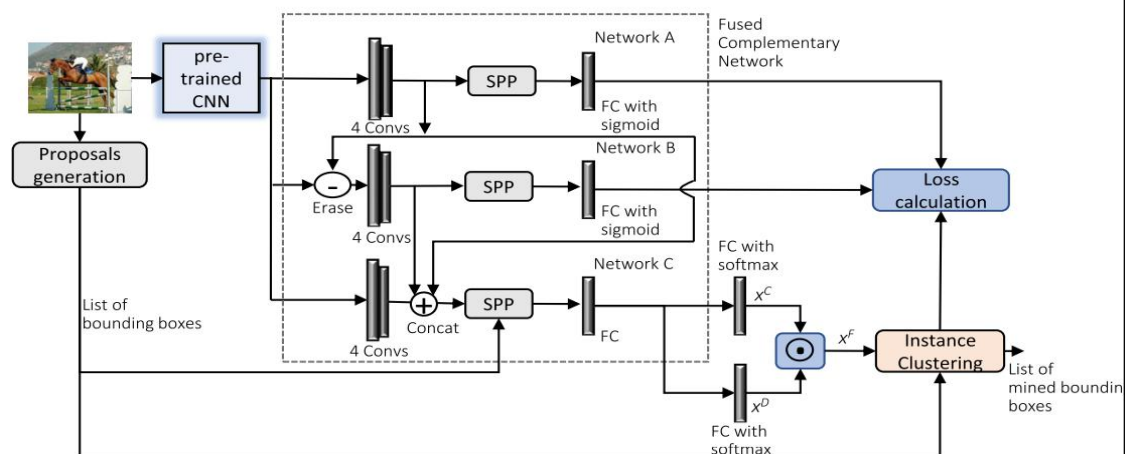 Fused
Complementary
Network
Network A
pre-
trained
CNN
SPP
4 Convs
FC with
sigmoid
Proposals
generation
Network B
-
SPP
Erase
Loss
calculation
4 Convs
FC with
sigmoid
Network C
FC with
softmax
List of
bounding boxes
SPP
x^C
+
Concat
FC
4 Convs
x^F
Instance
Clustering
List of
mined boundin
boxes
x^D
FC with
softmax